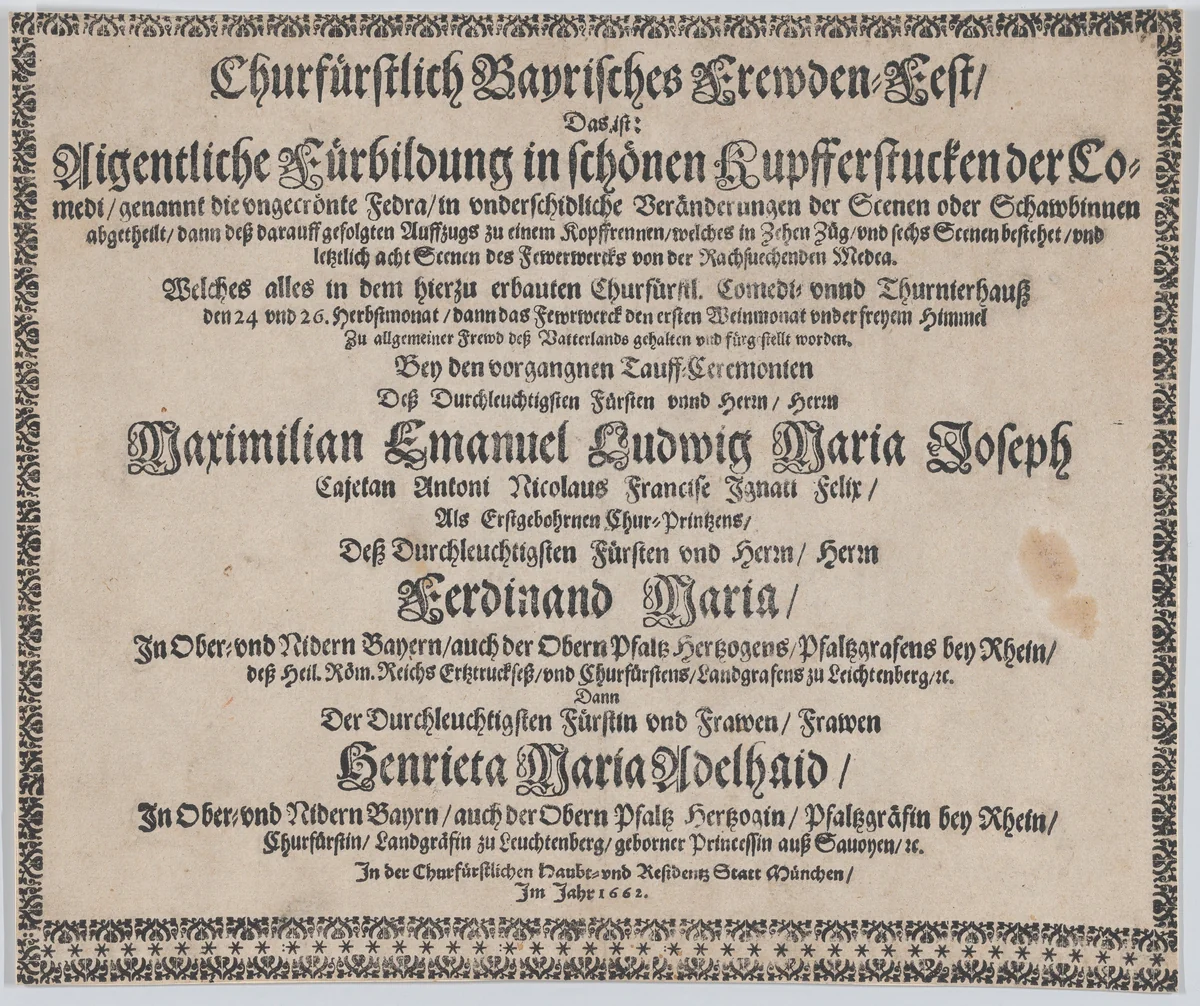 Churfürstlich Bayrisches Frewden-Fest/
Das ist:
Aigentliche Fürbildung in schönen Kupfferstucken der Co-
medi/ genannt die vngecrönte Fedra/ in vnderschidliche Veränderungen der Scenen oder Schawbinnen
abgetheilt/ dann deß darauff gefolgten Auffzugs zu einem Kopffrennen/ welches in Zehen Züg/ vnd sechs Scenen bestehet/ vnd
letztlich acht Scenen des Fewerwercks von der Rachsuechenden Medea.
Welches alles in dem hierzu erbauten Churfürstl. Comedi- vnnd Thurnierhauß
den 24 vnd 26. Herbstmonat / dann das Fewrwerck den ersten Weinmonat vnder freyem Himmel
Zu allgemeiner Frewd deß Vatterlands gehalten vnd fürgestellt worden.
Bey den vorgangnen Tauff-Ceremonien
Deß Durchleuchtigsten Fürsten vnnd Herrn/ Herrn
Maximilian Emanuel Ludwig Maria Joseph
Cajetan Antoni Nicolaus Francisc Ignati Felix/
Als Erstgebohrnen Chur-Printzens/
Deß Durchleuchtigsten Fürsten vnd Herrn/ Herrn
Ferdinand Maria/
In Ober- vnd Nidern Bayern/ auch der Obern Pfaltz Hertzogens/ Pfaltzgrafens bey Rhein/
deß Heil. Röm. Reichs Ertztruckseß/ vnd Churfürstens/ Landgrafens zu Leichtenberg/ ꝛc.
Dann
Der Durchleuchtigsten Fürstin vnd Frawen/ Frawen
Henrieta Maria Adelhaid/
In Ober- vnd Nidern Bayrn/ auch der Obern Pfaltz Hertzogin/ Pfaltzgräfin bey Rhein/
Churfürstin/ Landgräfin zu Leuchtenberg/ geborner Princessin auß Sauoyen/ ꝛc.
In der Churfürstlichen Haubt- vnd Residentz Statt München/
Im Jahr 1662.